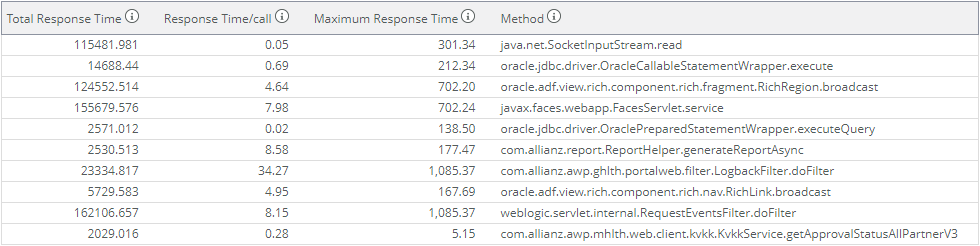 Total Response Time Response Time/call Maximum Response Time Method
115481.981 0.05 301.34 java.net.SocketInputStream.read
14688.44 0.69 212.34 oracle.jdbc.driver.OracleCallableStatementWrapper.execute
124552.514 4.64 702.20 oracle.adf.view.rich.component.rich.fragment.RichRegion.broadcast
155679.576 7.98 702.24 javax.faces.webapp.FacesServlet.service
2571.012 0.02 138.50 oracle.jdbc.driver.OraclePreparedStatementWrapper.executeQuery
2530.513 8.58 177.47 com.allianz.report.ReportHelper.generateReportAsync
23334.817 34.27 1,085.37 com.allianz.awp.ghlth.portalweb.filter.LogbackFilter.doFilter
5729.583 4.95 167.69 oracle.adf.view.rich.component.rich.nav.RichLink.broadcast
162106.657 8.15 1,085.37 weblogic.servlet.internal.RequestEventsFilter.doFilter
2029.016 0.28 5.15 com.allianz.awp.mhlth.web.client.kvkk.KvkkService.getApprovalStatusAllPartnerV3